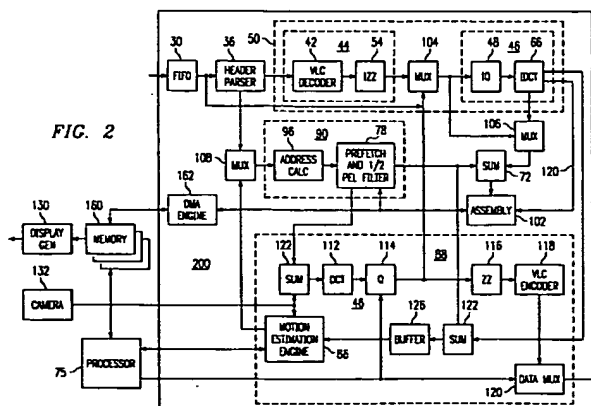 50
30
36
42
44
54
104
48
46
66
FIFO
HEADER
PARSER
VLC
DECODER
IZZ
MUX
IQ
IDCT
FIG. 2
108
96
90
78
106
MUX
MUX
ADDRESS
CALC
PREFETCH
AND 1/2
PEL FILTER
SUM
72
120
162
130
160
DMA
ENGINE
ASSEMBLY
102
DISPLAY
GEN
MEMORY
200
122
112
114
88
116
118
132
SUM
DCT
Q
ZZ
VLC
ENCODER
CAMERA
46
126
122
MOTION
ESTIMATION
ENGINE
BUFFER
SUM
PROCESSOR
66
DATA MUX
75
120